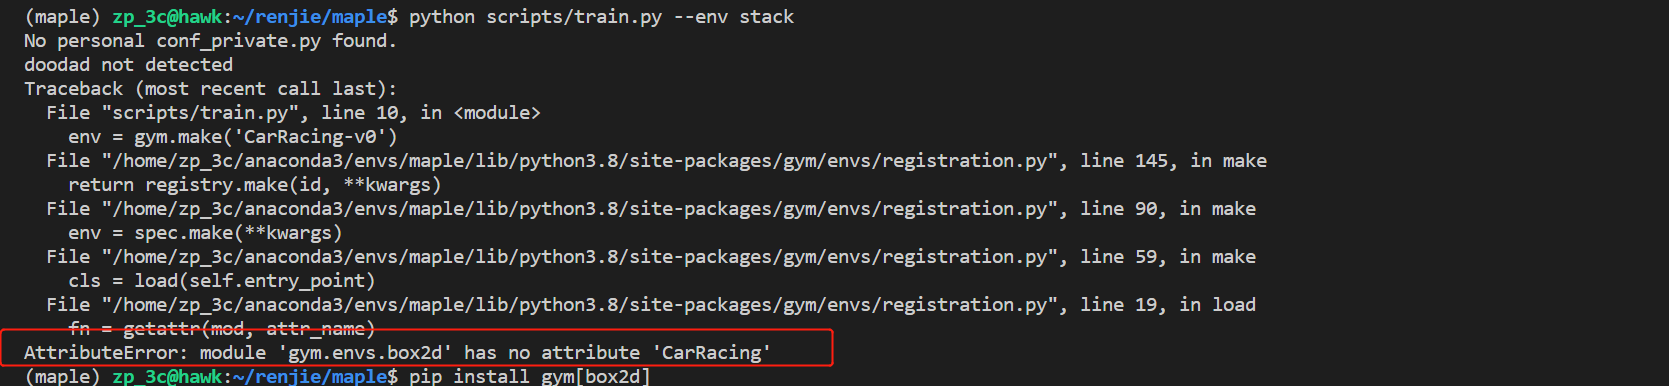 (maple) zp_3c@hawk:~/renjie/maple$ python scripts/train.py --env stack
No personal conf_private.py found.
doodad not detected
Traceback (most recent call last):
  File "scripts/train.py", line 10, in <module>
    env = gym.make('CarRacing-v0')
  File "/home/zp_3c/anaconda3/envs/maple/lib/python3.8/site-packages/gym/envs/registration.py", line 145, in make
    return registry.make(id, **kwargs)
  File "/home/zp_3c/anaconda3/envs/maple/lib/python3.8/site-packages/gym/envs/registration.py", line 90, in make
    env = spec.make(**kwargs)
  File "/home/zp_3c/anaconda3/envs/maple/lib/python3.8/site-packages/gym/envs/registration.py", line 59, in make
    cls = load(self.entry_point)
  File "/home/zp_3c/anaconda3/envs/maple/lib/python3.8/site-packages/gym/envs/registration.py", line 19, in load
    fn = getattr(mod, attr_name)
AttributeError: module 'gym.envs.box2d' has no attribute 'CarRacing'
(maple) zp_3c@hawk:~/renjie/maple$ pip install gym[box2d]